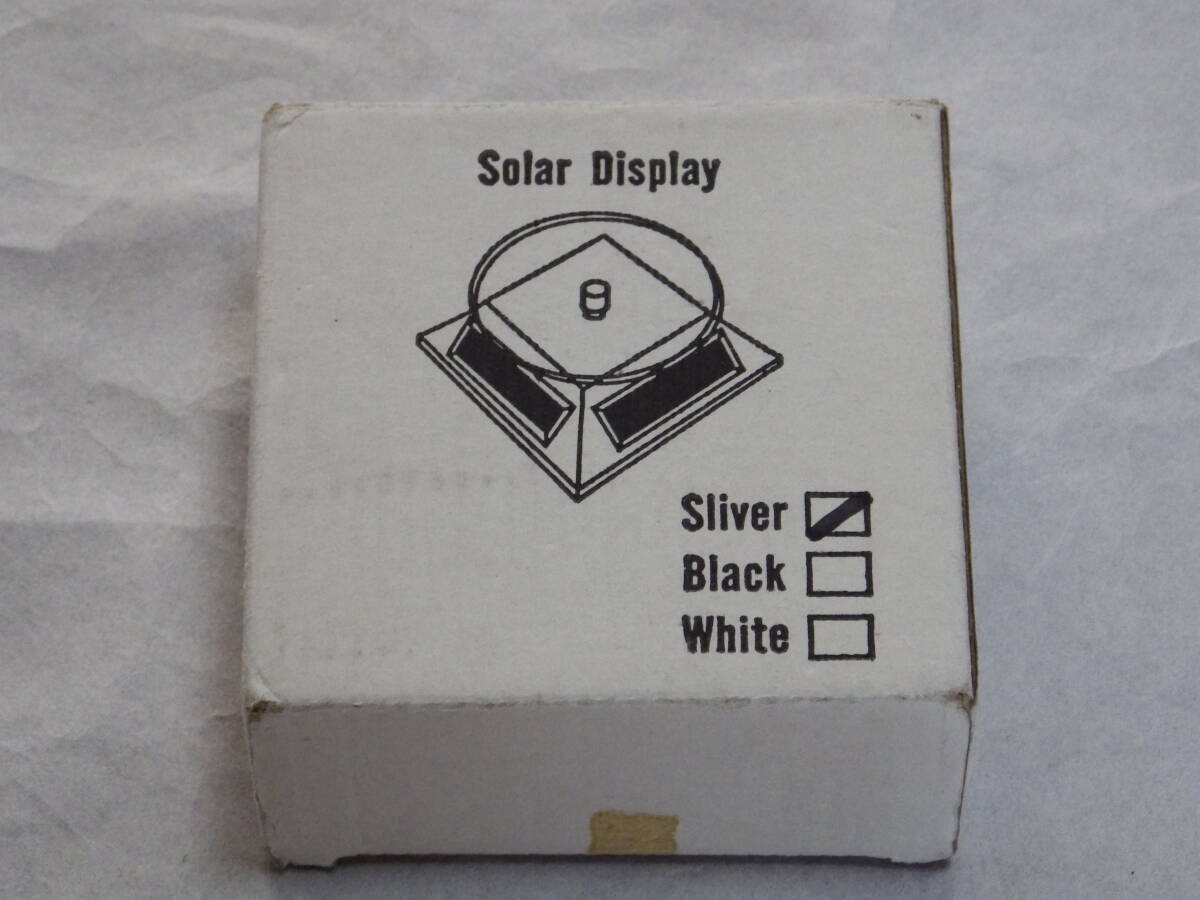 Solar Display
Sliver
Black
White